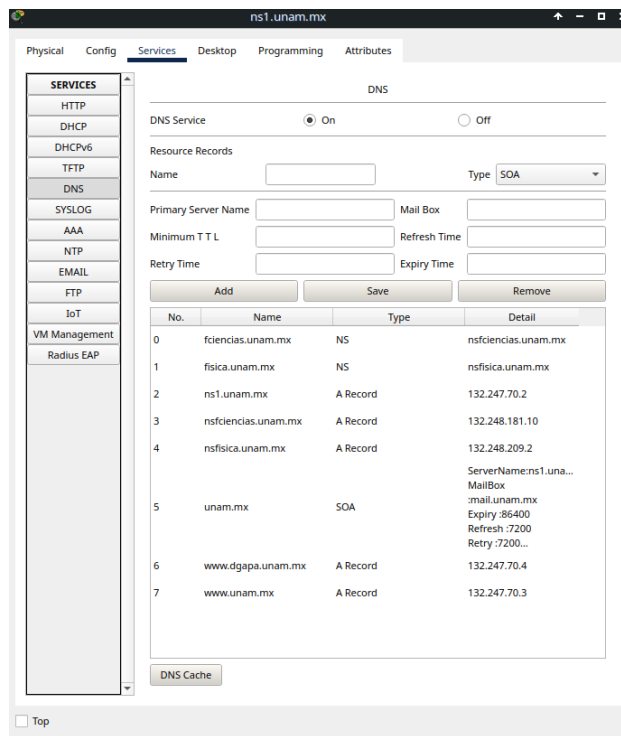 ns1.unam.mx
Physical Config Services Desktop Programming Attributes
SERVICES
HTTP
DHCP
DHCPv6
TFTP
DNS
SYSLOG
AAA
NTP
EMAIL
FTP
IoT
VM Management
Radius EAP
DNS
DNS Service On Off
Resource Records
Name Type SOA
Primary Server Name Mail Box
Minimum T T L Refresh Time
Retry Time Expiry Time
Add Save Remove
No. Name Type Detail
0 fciencias.unam.mx NS nsfciencias.unam.mx
1 fisica.unam.mx NS nsfisica.unam.mx
2 ns1.unam.mx A Record 132.247.70.2
3 nsfciencias.unam.mx A Record 132.248.181.10
4 nsfisica.unam.mx A Record 132.248.209.2
5 unam.mx SOA ServerName:ns1.una...
MailBox
:mail.unam.mx
Expiry :86400
Refresh :7200
Retry :7200...
6 www.dgapa.unam.mx A Record 132.247.70.4
7 www.unam.mx A Record 132.247.70.3
DNS Cache
Top